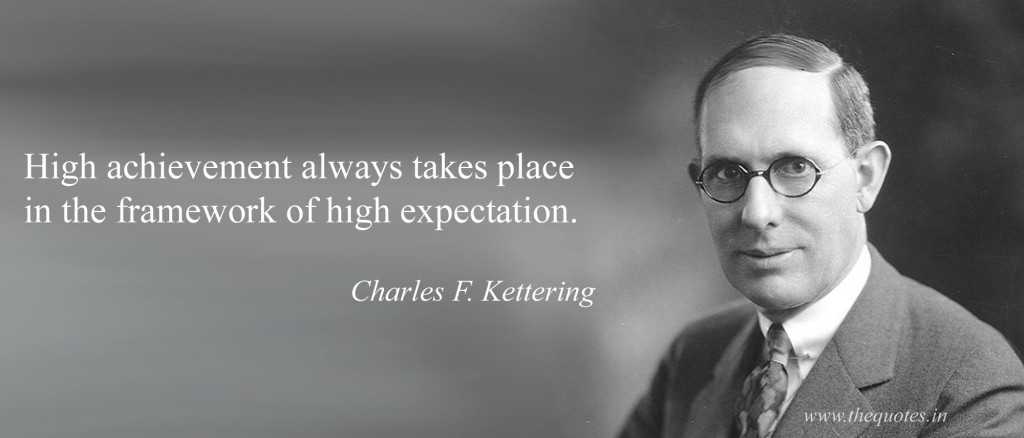 High achievement always takes place
in the framework of high expectation.
Charles F. Kettering
www.thequotes.in